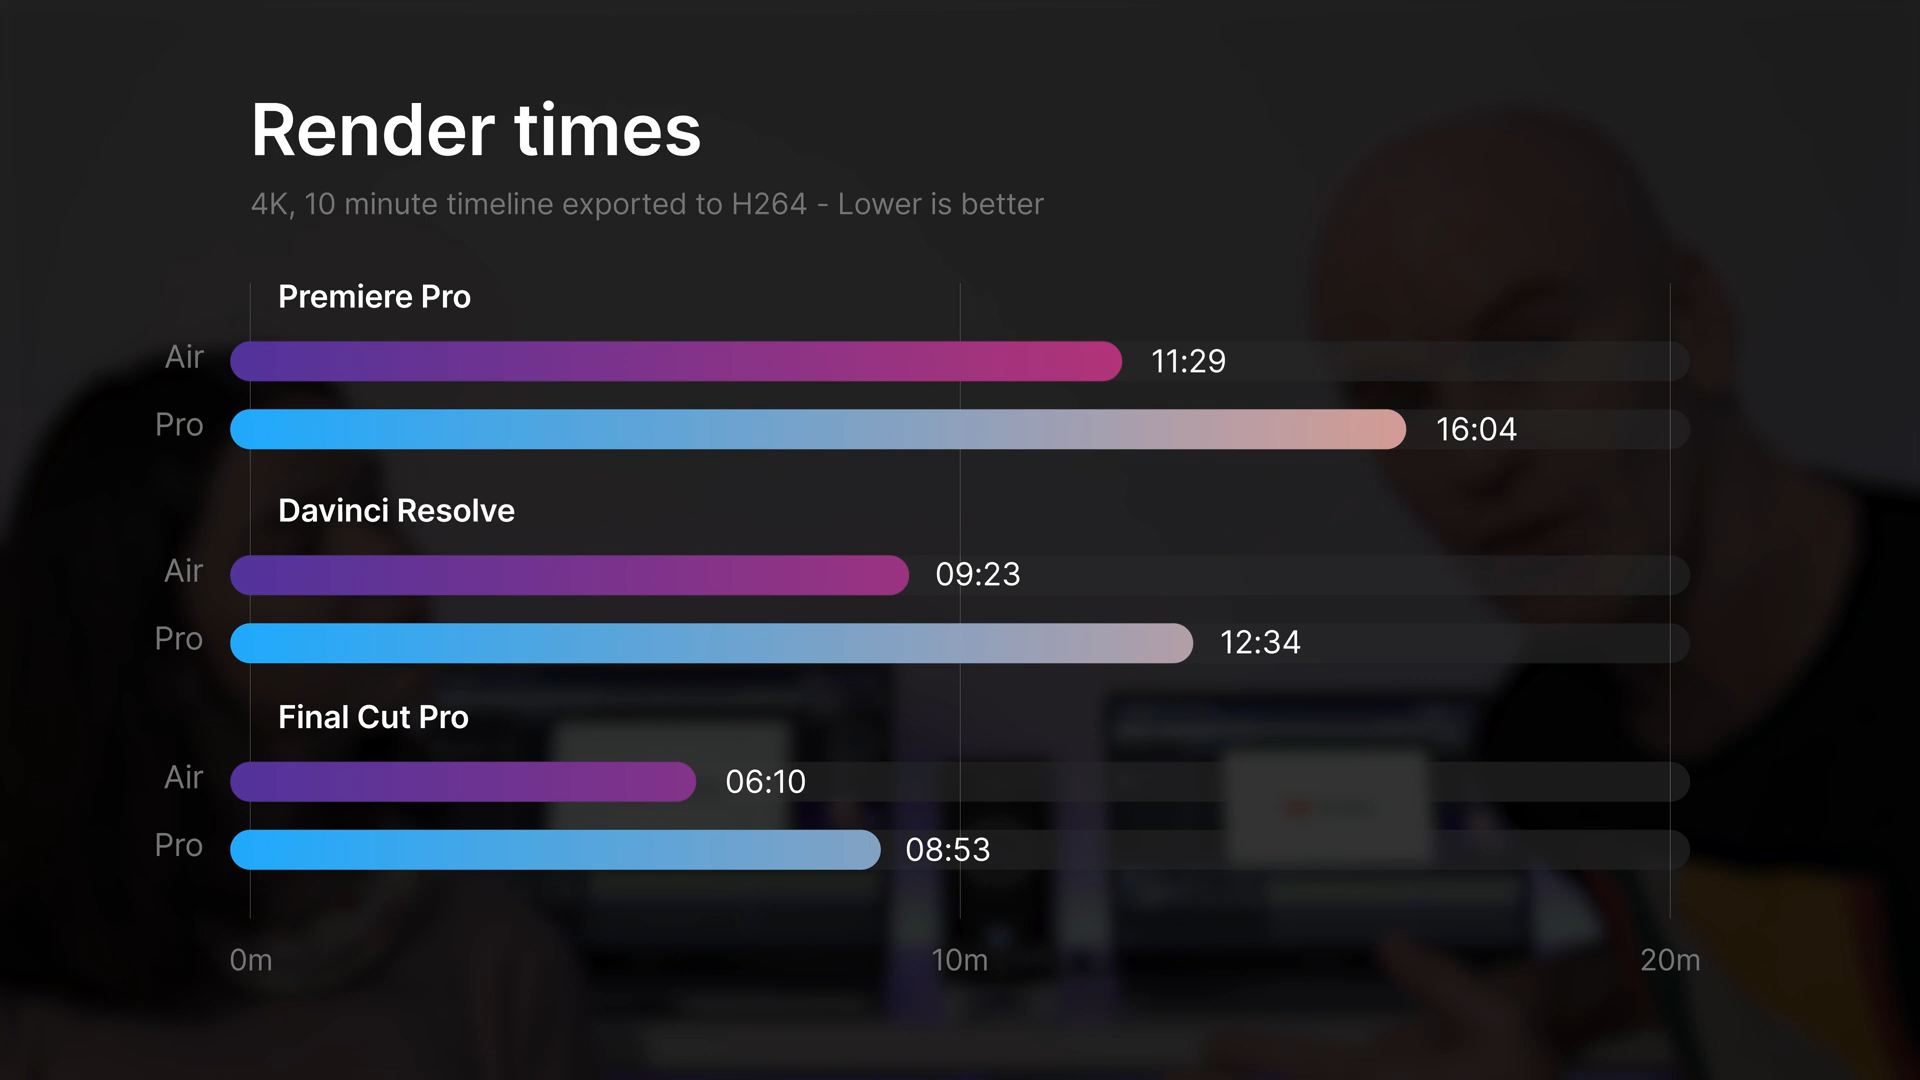 Render times
4K, 10 minute timeline exported to H264 - Lower is better
Premiere Pro
Air 11:29
Pro 16:04
Davinci Resolve
Air 09:23
Pro 12:34
Final Cut Pro
Air 06:10
Pro 08:53
0m 10m 20m